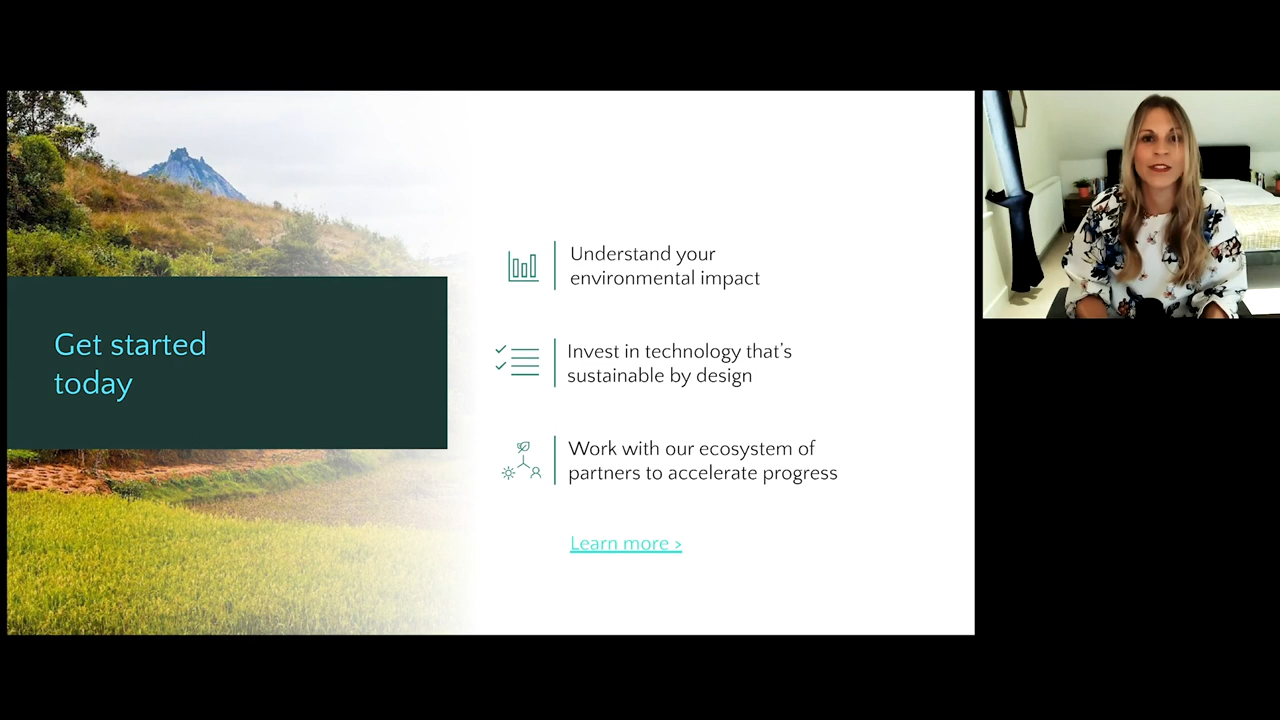 Get started
today
Understand your
environmental impact
Invest in technology that's
sustainable by design
Work with our ecosystem of
partners to accelerate progress
Learn more >